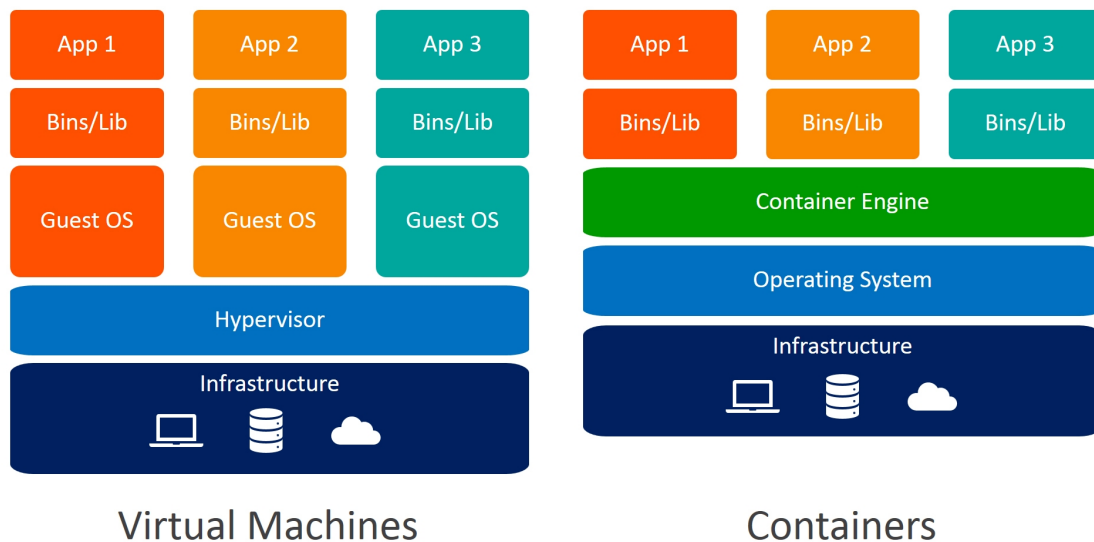 App 1
App 2
App 3
Bins/Lib
Bins/Lib
Bins/Lib
Guest OS
Guest OS
Guest OS
Hypervisor
Infrastructure
Virtual Machines
App 1
App 2
App 3
Bins/Lib
Bins/Lib
Bins/Lib
Container Engine
Operating System
Infrastructure
Containers